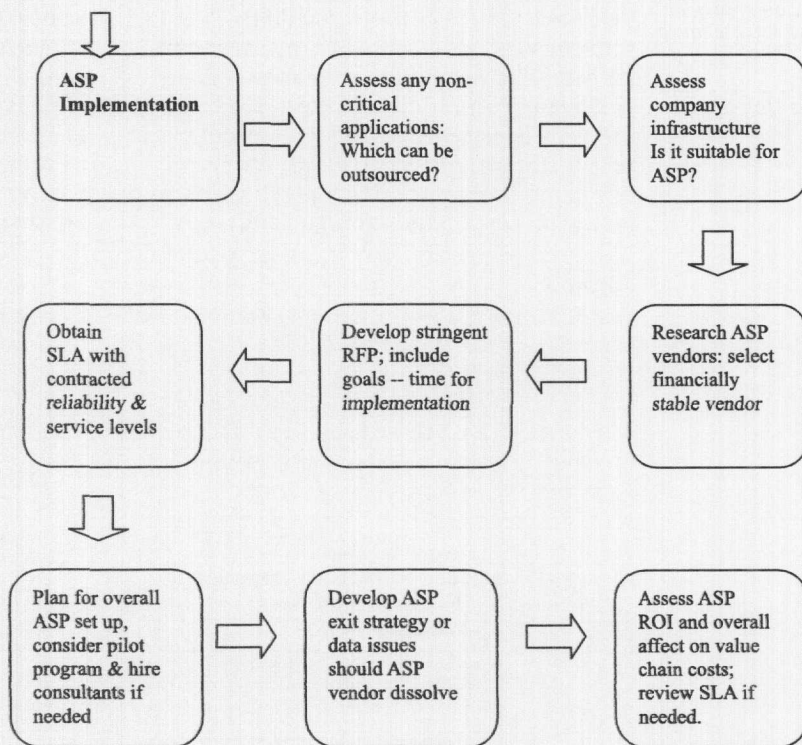 ASP
Implementation
Assess any non-
critical
applications:
Which can be
outsourced?
Assess
company
infrastructure
Is it suitable for
ASP?
Research ASP
vendors: select
financially
stable vendor
Develop stringent
RFP; include
goals -- time for
implementation
Obtain
SLA with
contracted
reliability &
service levels
Plan for overall
ASP set up,
consider pilot
program & hire
consultants if
needed
Develop ASP
exit strategy or
data issues
should ASP
vendor dissolve
Assess ASP
ROI and overall
affect on value
chain costs;
review SLA if
needed.